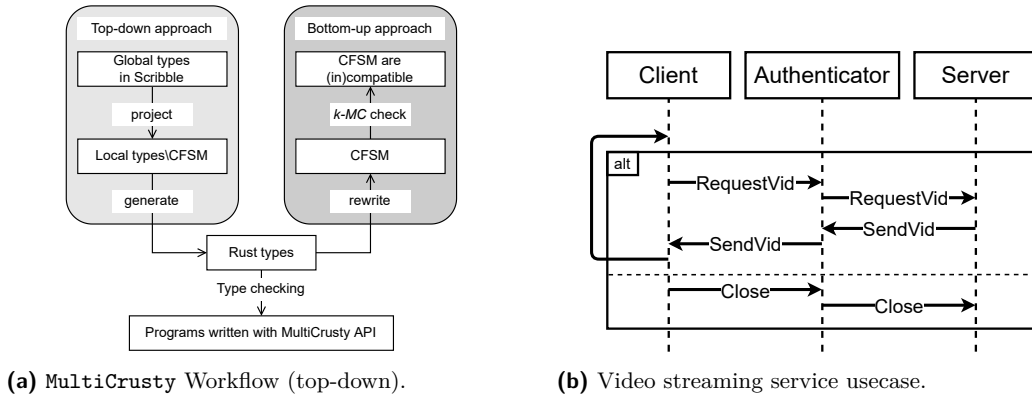 Top-down approach
Global types
in Scribble
project
Local types\CFSM
generate
Bottom-up approach
CFSM are
(in)compatible
k-MC check
CFSM
rewrite
Rust types
Type checking
Programs written with MultiCrusty API
(a) MultiCrusty Workflow (top-down).
Client
Authenticator
Server
alt
RequestVid
RequestVid
SendVid
SendVid
Close
Close
(b) Video streaming service usecase.